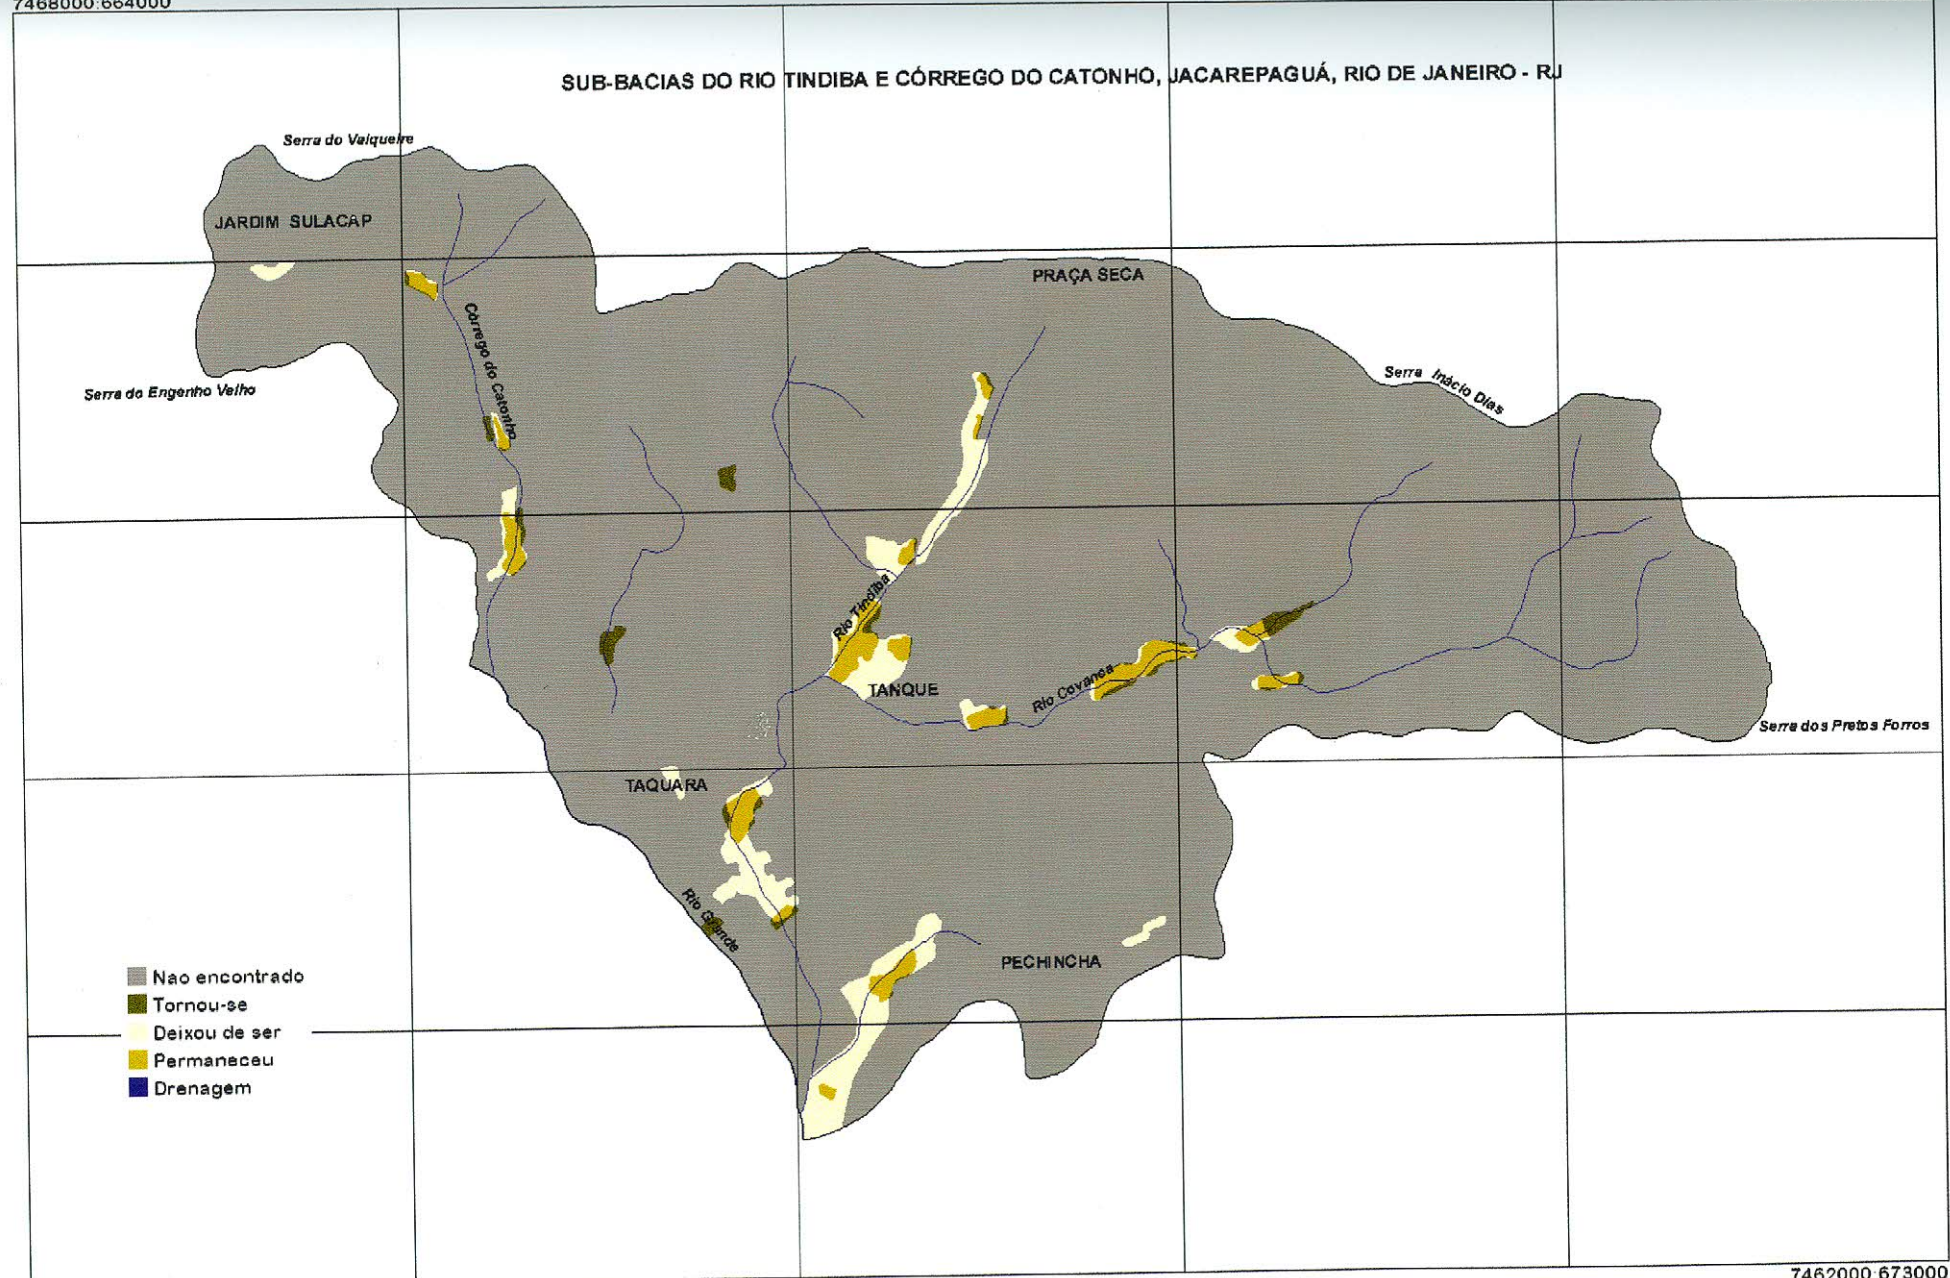 7468000:664000
SUB-BACIAS DO RIO TINDIBA E CÓRREGO DO CATONHO, JACAREPAGUÁ, RIO DE JANEIRO - RJ
Serra do Valqueire
JARDIM SULACAP
PRAÇA SECA
Córrego do Catonho
Serra do Engenho Velho
Serra Inácio Dias
Rio Tindiba
TANQUE
Rio Covanca
Serra dos Pretos Forros
TAQUARA
Rio Grande
PECHINCHA
Nao encontrado
Tornou-se
Deixou de ser
Permaneceu
Drenagem
7462000:673000